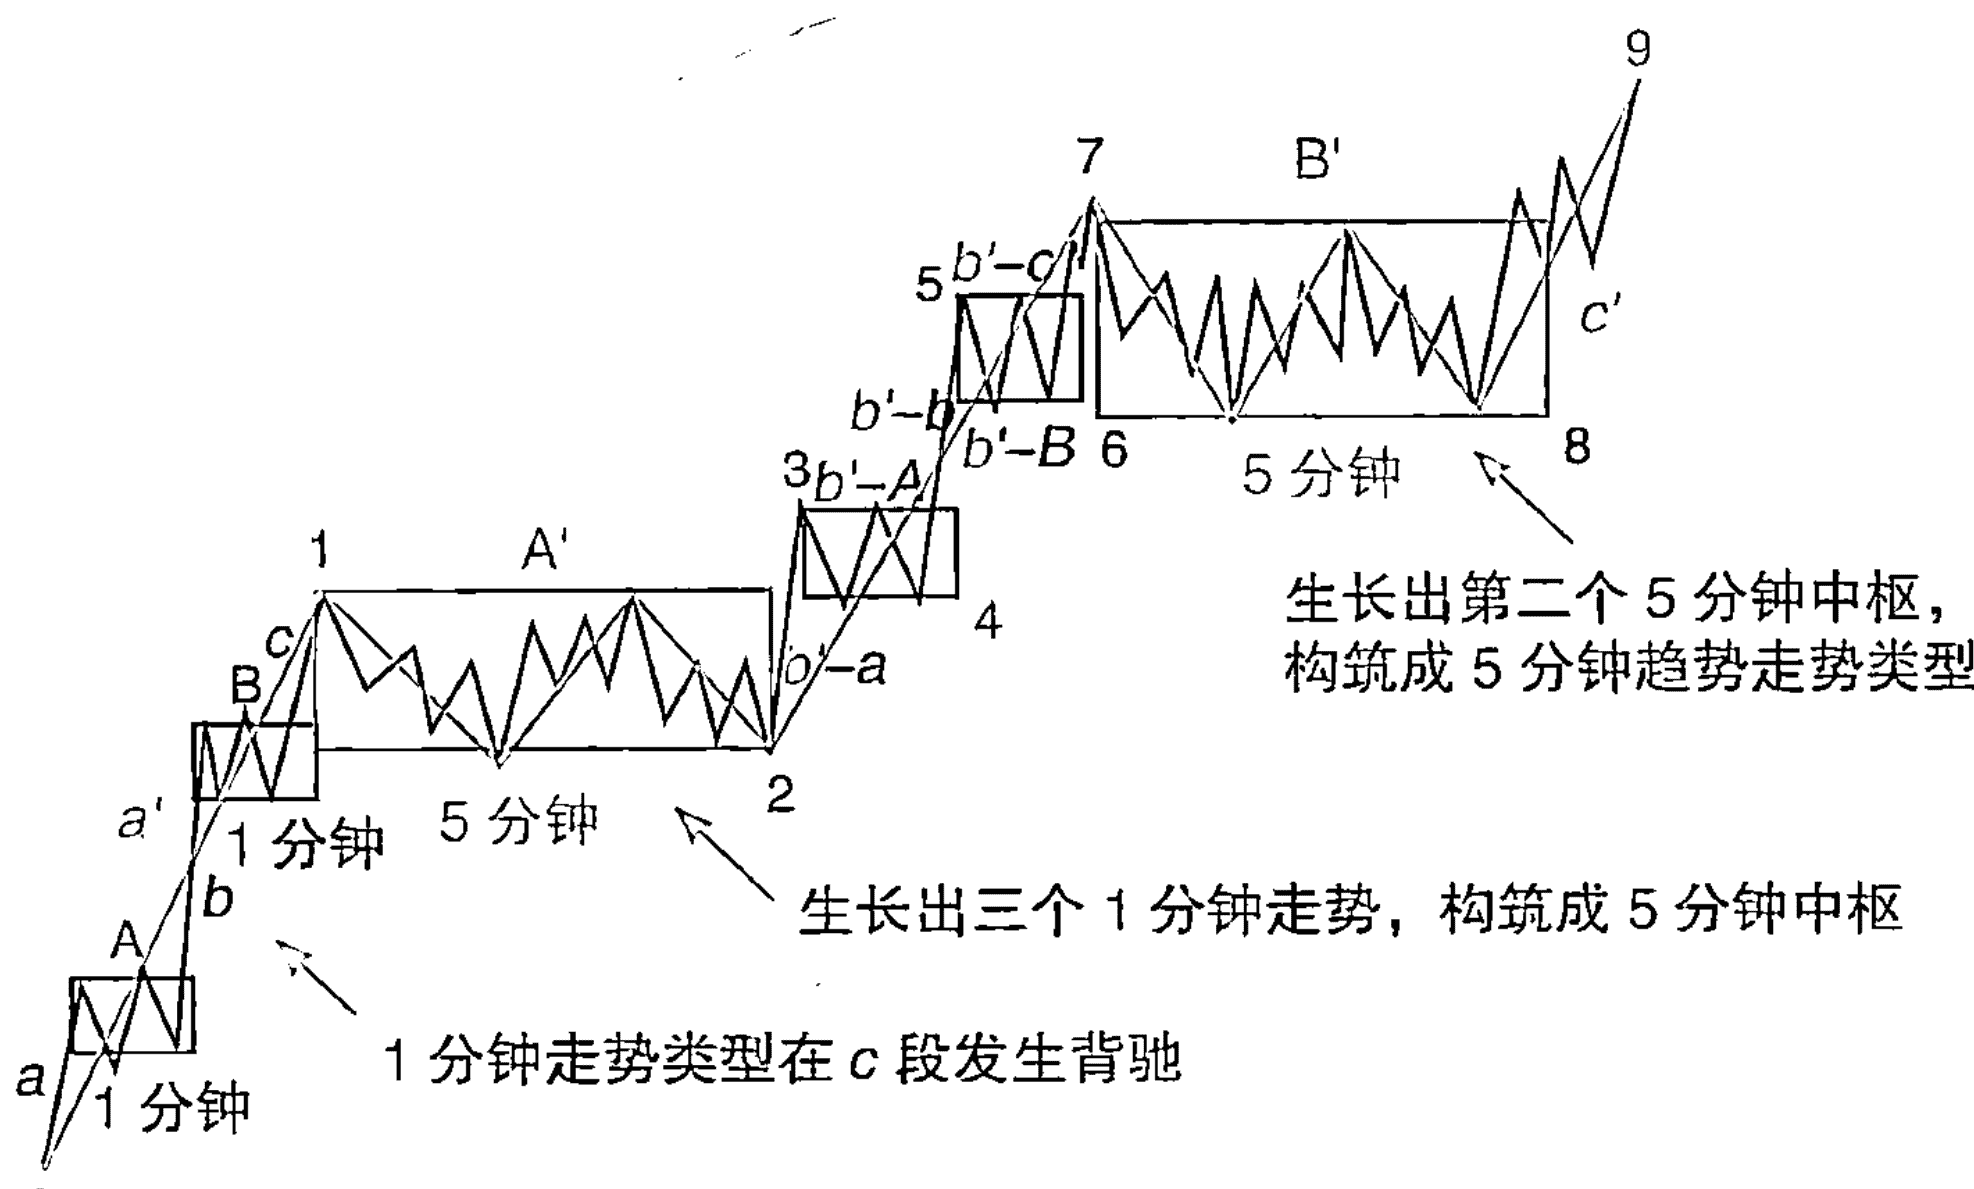 9
7
B'
5
b'–c
c'
b'–b
b'–B
6
8
3
b'–A
5 分钟
1
A'
4
生长出第二个 5 分钟中枢，
构筑成 5 分钟趋势走势类型
c
b'–a
B
2
a'
1 分钟
5 分钟
b
生长出三个 1 分钟走势，构筑成 5 分钟中枢
A
1 分钟走势类型在 c 段发生背驰
a
1 分钟